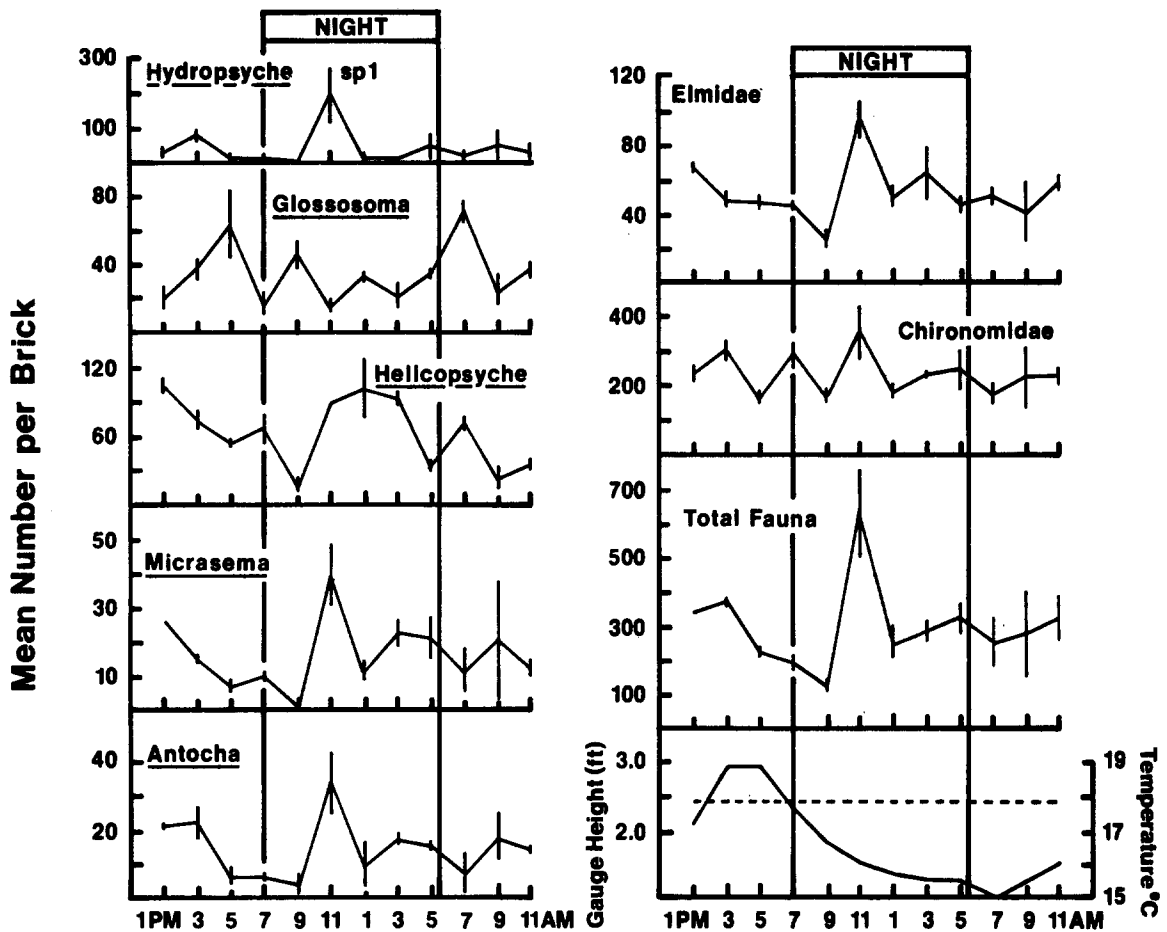 Mean Number per Brick
NIGHT
300
100
Hydropsyche
sp1
80
40
Glossosoma
120
60
Helicopsyche
50
30
10
Micrasema
40
20
Antocha
1PM 3 5 7 9 11 1 3 5 7 9 11AM
NIGHT
120
80
40
Elmidae
400
200
Chironomidae
700
500
300
100
Total Fauna
Gauge Height (ft)
3.0
2.0
19
17
15
Temperature °C
1PM 3 5 7 9 11 1 3 5 7 9 11AM